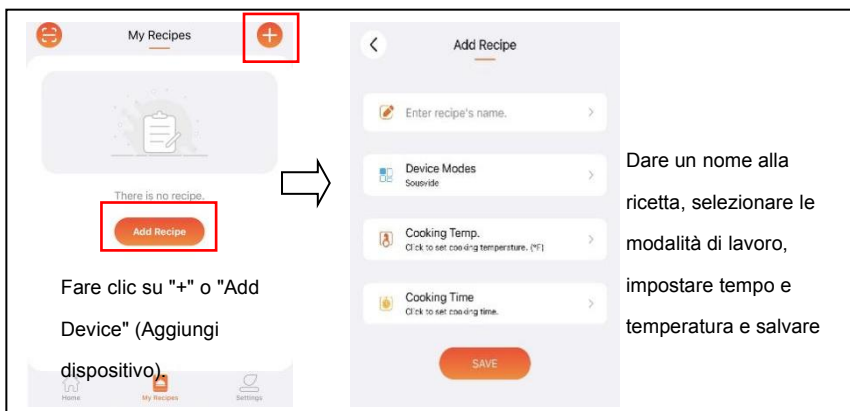 My Recipes
There is no recipe.
Add Recipe
Fare clic su "+" o "Add
Device" (Aggiungi
dispositivo).
Home
My Recipes
Settings
Add Recipe
Enter recipe's name.
Device Modes
Sousvide
Cooking Temp.
Click to set cooking temperature. (°F)
Cooking Time
Click to set cooking time.
SAVE
Dare un nome alla
ricetta, selezionare le
modalità di lavoro,
impostare tempo e
temperatura e salvare